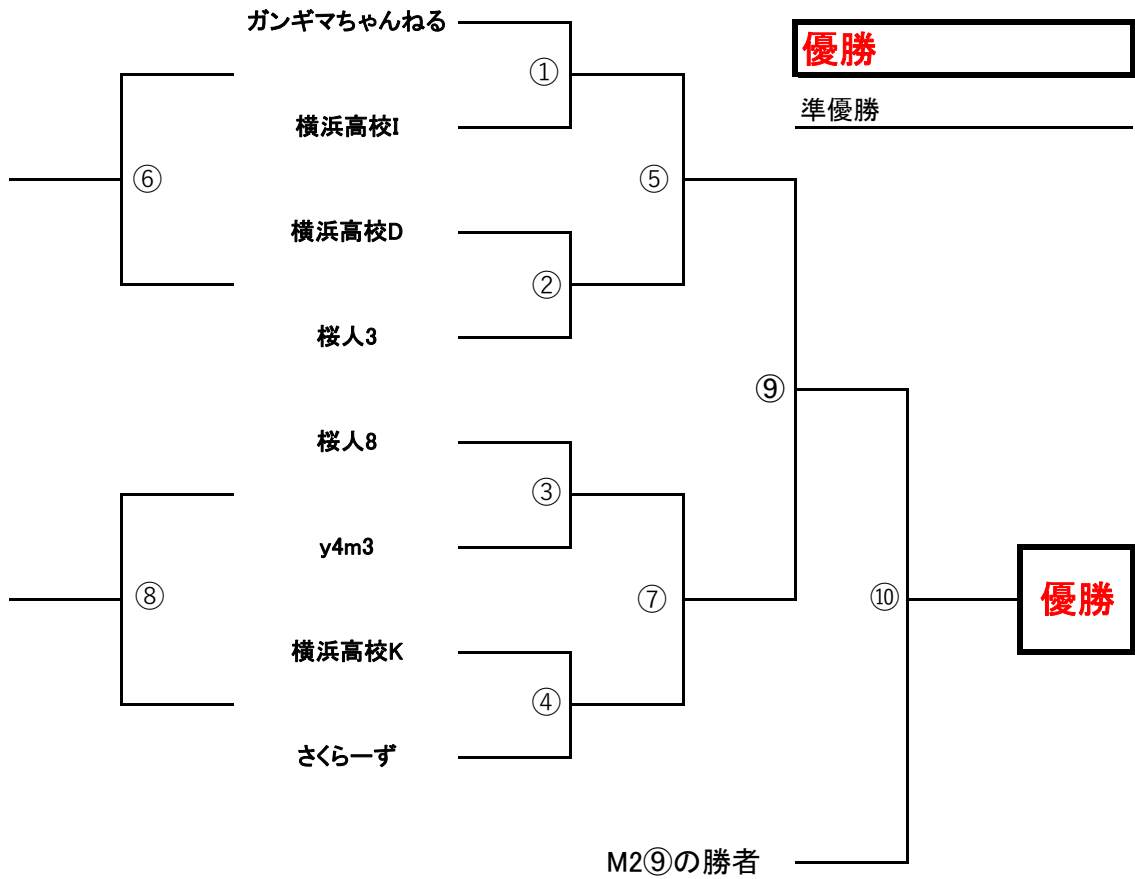 ガンギマちゃんねる
優勝
①
準優勝
横浜高校I
⑥
⑤
横浜高校D
②
桜人3
⑨
桜人8
③
y4m3
⑧
⑦
⑩
優勝
横浜高校K
④
さくらーず
M2⑨の勝者